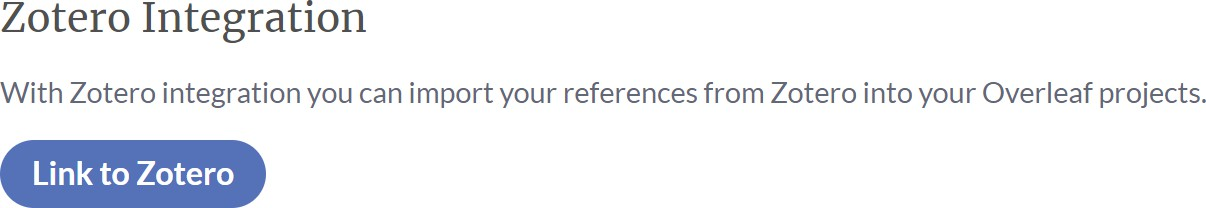 Zotero Integration
With Zotero integration you can import your references from Zotero into your Overleaf projects.
Link to Zotero